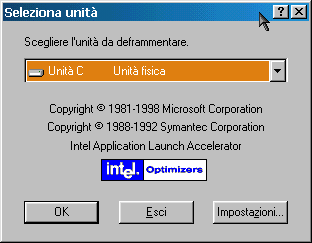 Seleziona unità
Scegliere l'unità da deframmentare.
Unità C Unità fisica
Copyright © 1981-1998 Microsoft Corporation
Copyright © 1988-1992 Symantec Corporation
Intel Application Launch Accelerator
intel. Optimizers
OK Esci Impostazioni...